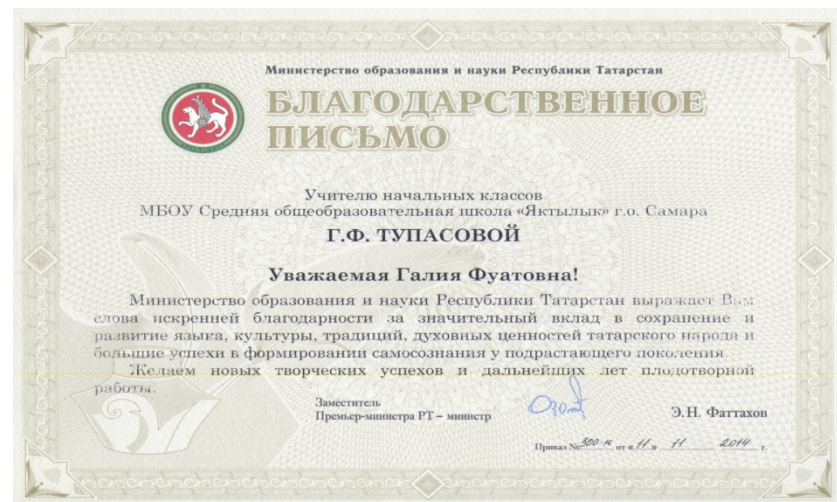 Министерство образования и науки Республики Татарстан
БЛАГОДАРСТВЕННОЕ
ПИСЬМО
Учителю начальных классов
МБОУ Средняя общеобразовательная школа «Яктылык» г.о. Самара
Г.Ф. ТУПАСОВОЙ
Уважаемая Галия Фуатовна!
Министерство образования и науки Республики Татарстан выражает Вам
слова искренней благодарности за значительный вклад в сохранение и
развитие языка, культуры, традиций, духовных ценностей татарского народа и
большие успехи в формировании самосознания у подрастающего поколения.
Желаем новых творческих успехов и дальнейших лет плодотворной
работы.
Заместитель
Премьер-министра РТ – министр
Э.Н. Фаттахов
Приказ № 300-к от « 11 » 11 2014 г.